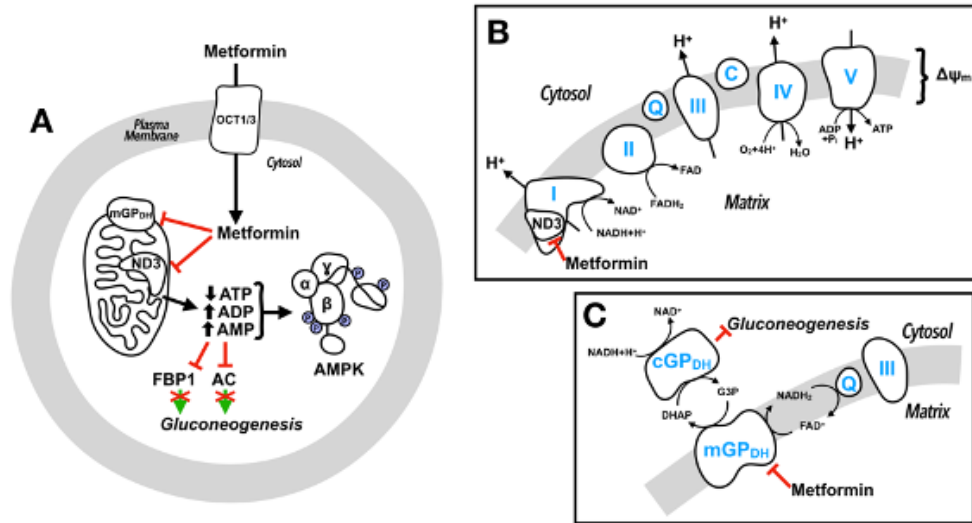 A
Metformin
OCT1/3
Plasma
Membrane
Cytosol
mGPDH
Metformin
ND3
ATP
ADP
AMP
α
γ
β
P
P
P
P
P
AMPK
FBP1
AC
Gluconeogenesis
B
H⁺
H⁺
H⁺
Cytosol
Q
III
C
IV
V
Δψm
II
I
ND3
FAD
FADH₂
NAD⁺
NADH+H⁺
O₂+4H⁺
H₂O
ADP
+Pᵢ
ATP
H⁺
Matrix
Metformin
C
NAD⁺
NADH+H⁺
Gluconeogenesis
cGPDH
G3P
DHAP
mGPDH
NADH₂
FAD⁺
Q
III
Cytosol
Matrix
Metformin